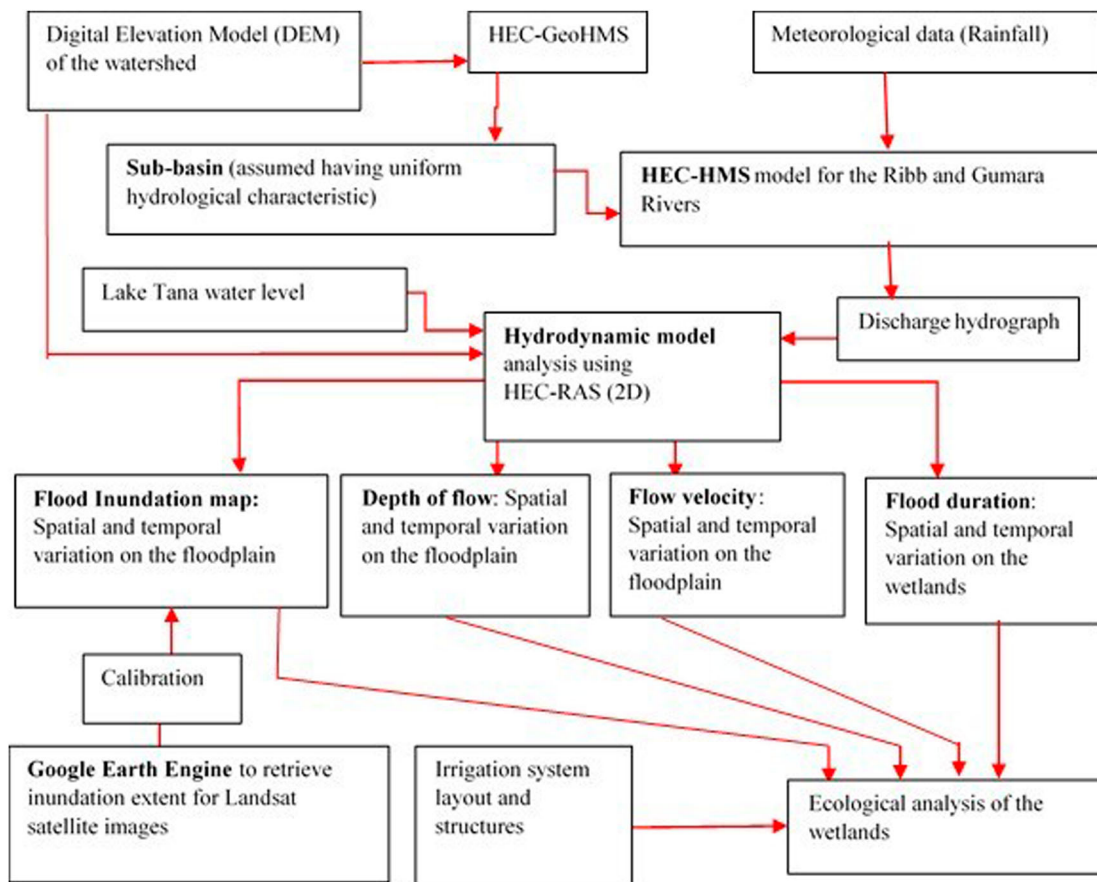 Digital Elevation Model (DEM)
of the watershed
HEC-GeoHMS
Meteorological data (Rainfall)
Sub-basin (assumed having uniform
hydrological characteristic)
HEC-HMS model for the Ribb and Gumara
Rivers
Lake Tana water level
Hydrodynamic model
analysis using
HEC-RAS (2D)
Discharge hydrograph
Flood Inundation map:
Spatial and temporal
variation on the floodplain
Depth of flow: Spatial
and temporal variation
on the floodplain
Flow velocity:
Spatial and temporal
variation on the
floodplain
Flood duration:
Spatial and temporal
variation on the
wetlands
Calibration
Google Earth Engine to retrieve
inundation extent for Landsat
satellite images
Irrigation system
layout and
structures
Ecological analysis of the
wetlands